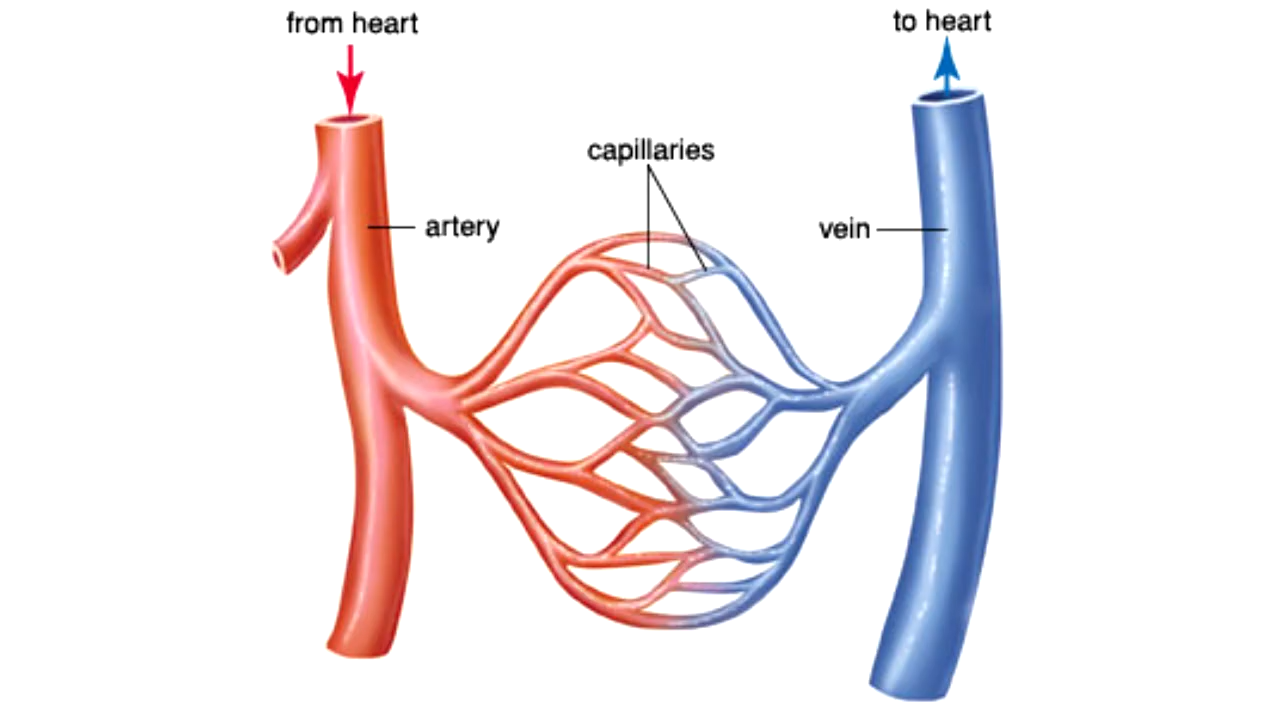 from heart
to heart
capillaries
artery
vein